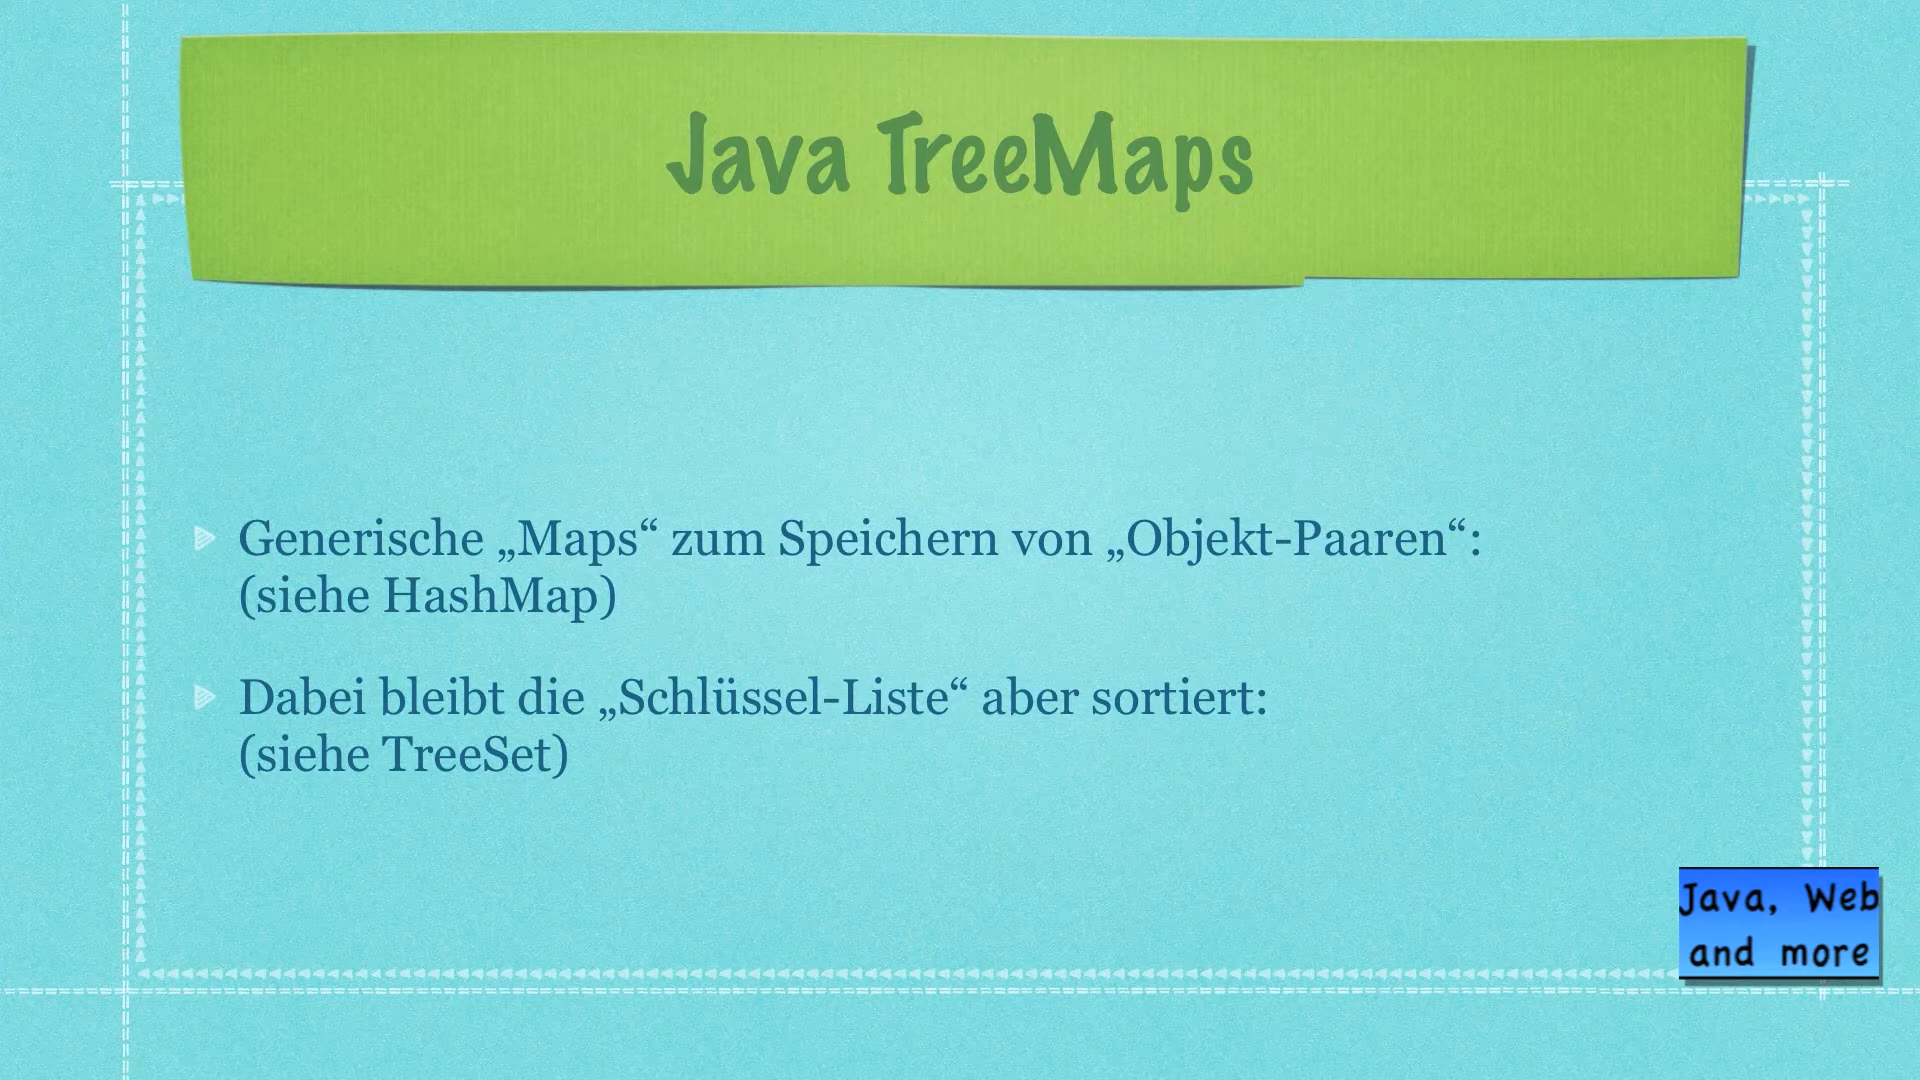 Java TreeMaps
Generische „Maps“ zum Speichern von „Objekt-Paaren“:
(siehe HashMap)
Dabei bleibt die „Schlüssel-Liste“ aber sortiert:
(siehe TreeSet)
Java, Web
and more